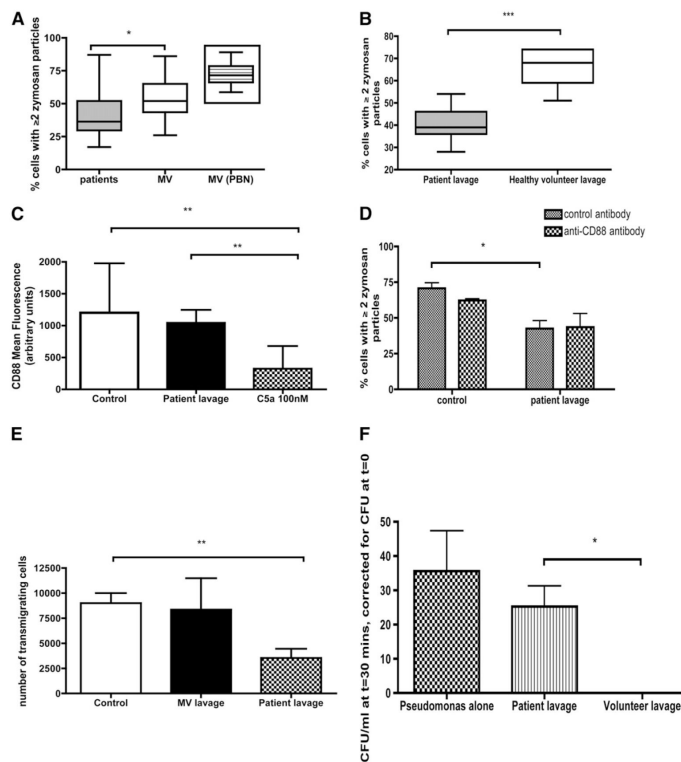 A
% cells with ≥2 zymosan particles
100
75
50
25
0
*
patients
MV
MV (PBN)
B
% cells with ≥ 2 zymosan
particles
80
70
60
50
40
30
20
***
Patient lavage
Healthy volunteer lavage
C
CD88 Mean Fluorescence
(arbitrary units)
2000
1500
1000
500
0
**
**
Control
Patient lavage
C5a 100nM
D
control antibody
anti-CD88 antibody
% cells with ≥ 2 zymosan
particles
100
75
50
25
0
*
control
patient lavage
E
number of transmigrating cells
12500
10000
7500
5000
2500
0
**
Control
MV lavage
Patient lavage
F
CFU/ml at t=30 mins, corrected for CFU at t=0
50
40
30
20
10
0
*
Pseudomonas alone
Patient lavage
Volunteer lavage